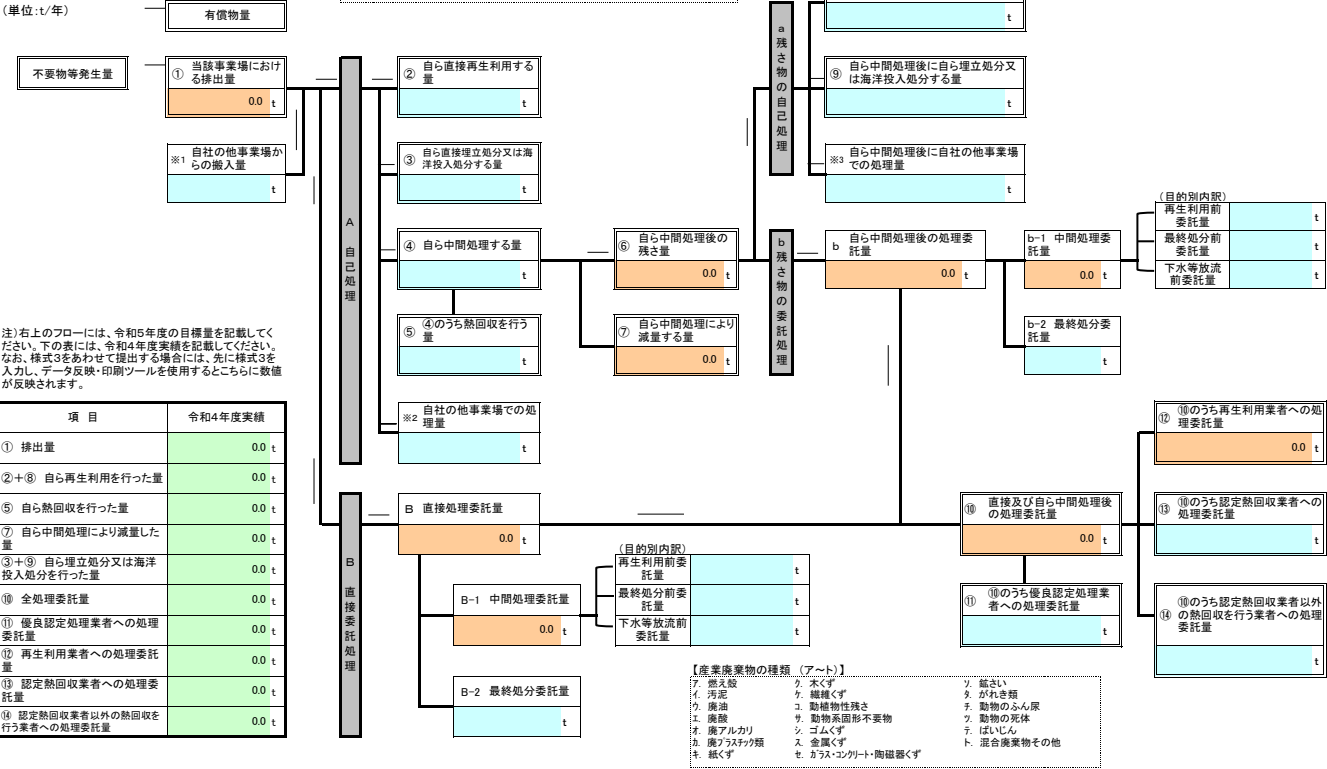 (単位:t/年)
有償物量
t
不要物等発生量
① 当該事業場におけ
る排出量
0.0 t
※1 自社の他事業場か
らの搬入量
t
A 自己処理
② 自ら直接再生利用する
量
t
③ 自ら直接埋立処分又は海
洋投入処分する量
t
④ 自ら中間処理する量
t
⑤ ④のうち熱回収を行う
量
t
※2 自社の他事業場での処
理量
t
⑥ 自ら中間処理後の
残さ量
0.0 t
⑦ 自ら中間処理により
減量する量
0.0 t
a 残さ物の自己処理
⑨ 自ら中間処理後に自ら埋立処分又
は海洋投入処分する量
t
※3 自ら中間処理後に自社の他事業場
での処理量
t
b 残さ物の委託処理
b 自ら中間処理後の処理委
託量
0.0 t
b-1 中間処理委
託量
0.0 t
b-2 最終処分委
託量
t
(目的別内訳)
再生利用前
委託量 t
最終処分前
委託量 t
下水等放流
前委託量 t
注)右上のフローには、令和5年度の目標量を記載してく
ださい。下の表には、令和4年度実績を記載してください。
なお、様式3をあわせて提出する場合には、先に様式3を
入力し、データ反映・印刷ツールを使用するとこちらに数値
が反映されます。
項 目 令和4年度実績
① 排出量 0.0 t
②+⑧ 自ら再生利用を行った量 0.0 t
⑤ 自ら熱回収を行った量 0.0 t
⑦ 自ら中間処理により減量した
量 0.0 t
③+⑨ 自ら埋立処分又は海洋
投入処分を行った量 0.0 t
⑩ 全処理委託量 0.0 t
⑪ 優良認定処理業者への処理
委託量 0.0 t
⑫ 再生利用業者への処理委託
量 0.0 t
⑬ 認定熱回収業者への処理委
託量 0.0 t
⑭ 認定熱回収業者以外の熱回収を
行う業者への処理委託量 0.0 t
B 直接委託処理
B 直接処理委託量
0.0 t
B-1 中間処理委託量
0.0 t
B-2 最終処分委託量
t
(目的別内訳)
再生利用前委
託量 t
最終処分前委
託量 t
下水等放流前
委託量 t
⑩ 直接及び自ら中間処理後
の処理委託量
0.0 t
⑪ ⑩のうち優良認定処理業
者への処理委託量
t
⑫ ⑩のうち再生利用業者への処
理委託量
0.0 t
⑬ ⑩のうち認定熱回収業者への
処理委託量
t
⑭ ⑩のうち認定熱回収業者以外
の熱回収を行う業者への処理
委託量
t
【産業廃棄物の種類 (ア~ト)】
ア. 燃え殻
イ. 汚泥
ウ. 廃油
エ. 廃酸
オ. 廃アルカリ
カ. 廃プラスチック類
キ. 紙くず
ク. 木くず
ケ. 繊維くず
コ. 動植物性残さ
サ. 動物系固形不要物
シ. ゴムくず
ス. 金属くず
セ. ガラス・コンクリート・陶磁器くず
ソ. 鉱さい
タ. がれき類
チ. 動物のふん尿
ツ. 動物の死体
テ. ばいじん
ト. 混合廃棄物その他